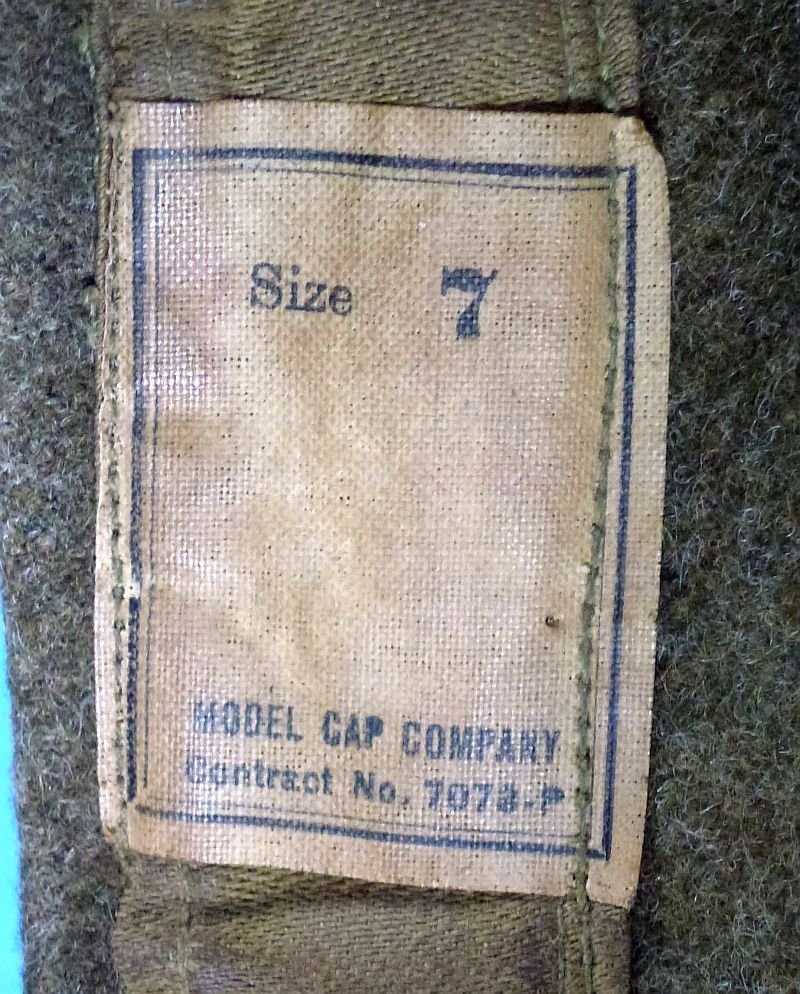 Size 7
MODEL CAP COMPANY
Contract No. 7073-P